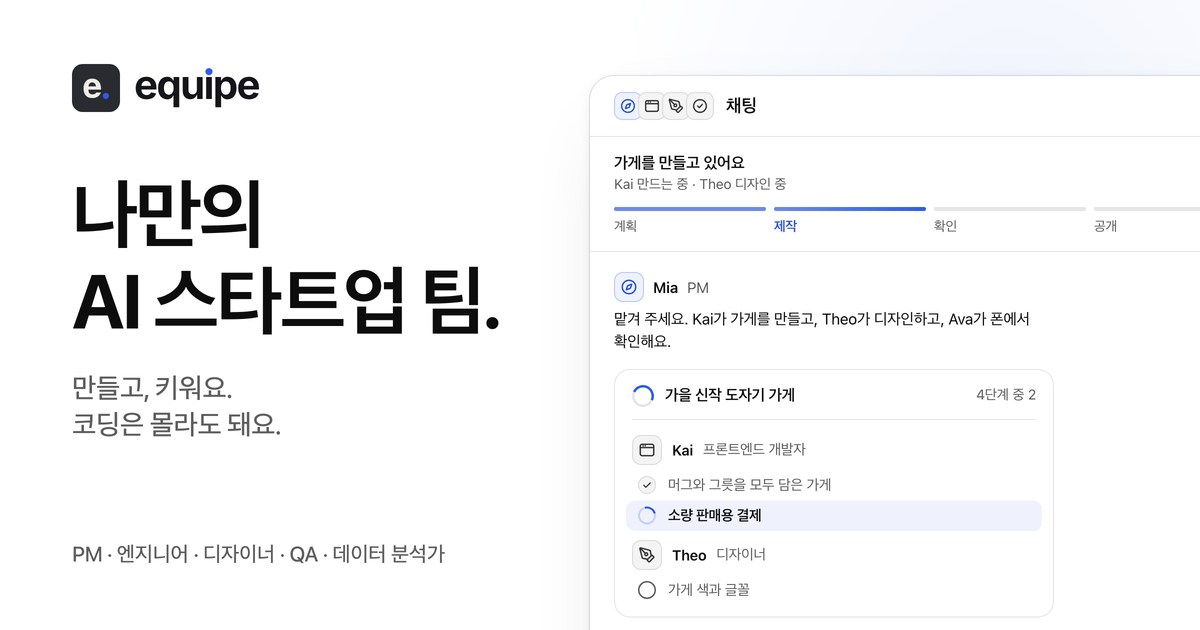 e.
equipe
나만의
AI 스타트업 팀.
만들고, 키워요.
코딩은 몰라도 돼요.
PM · 엔지니어 · 디자이너 · QA · 데이터 분석가
채팅
가게를 만들고 있어요
Kai 만드는 중 · Theo 디자인 중
계획 제작 확인 공개
Mia PM
맡겨 주세요. Kai가 가게를 만들고, Theo가 디자인하고, Ava가 폰에서
확인해요.
가을 신작 도자기 가게 4단계 중 2
Kai 프론트엔드 개발자
머그와 그릇을 모두 담은 가게
소량 판매용 결제
Theo 디자이너
가게 색과 글꼴